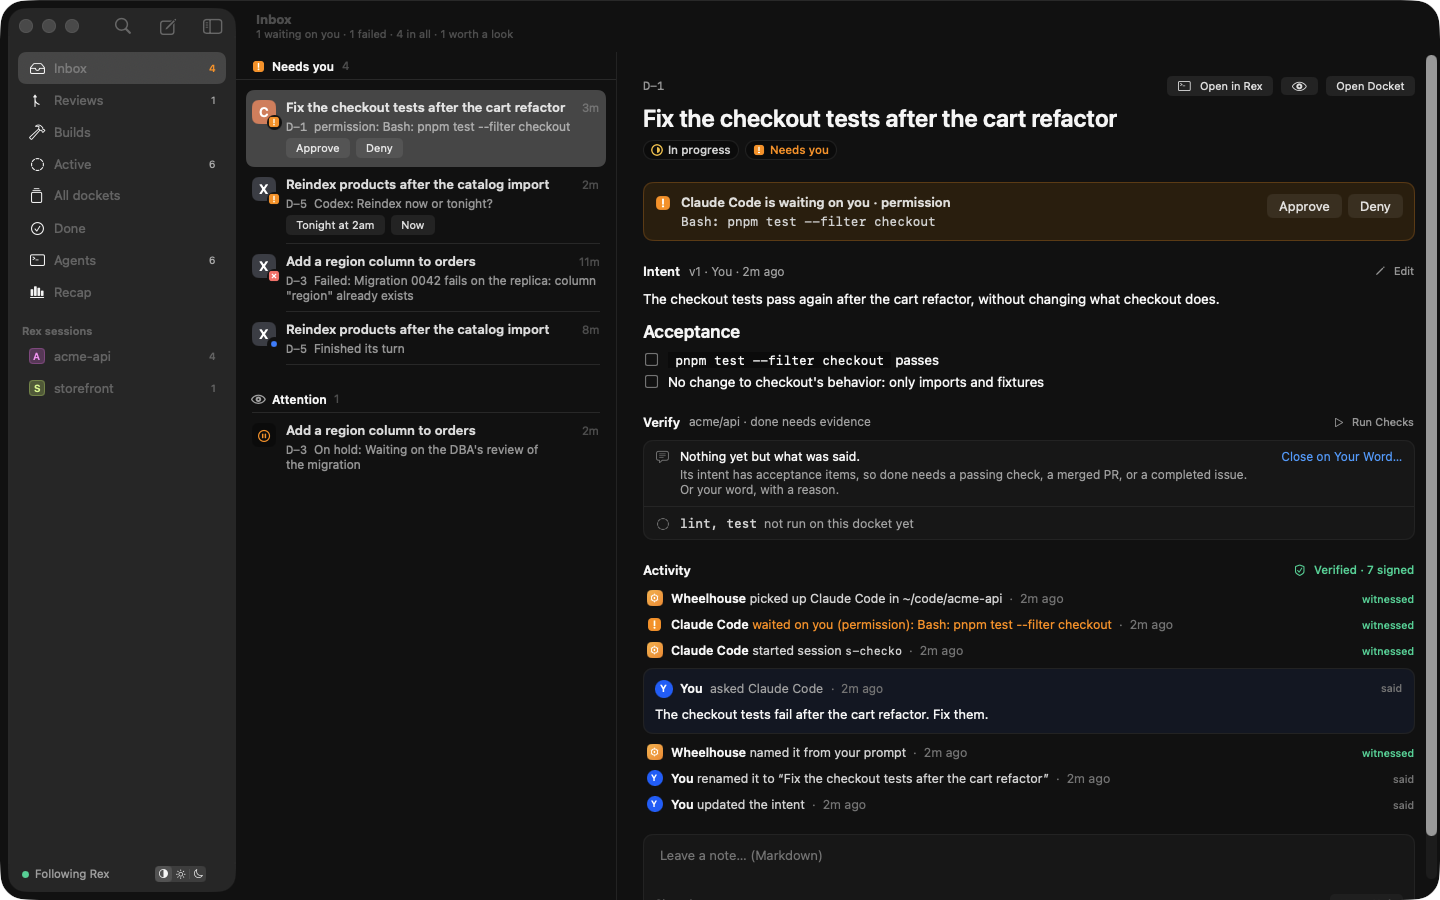 Inbox
1 waiting on you · 1 failed · 4 in all · 1 worth a look
Inbox 4
Reviews 1
Builds
Active 6
All dockets
Done
Agents 6
Recap
Rex sessions
A acme-api 4
S storefront 1
Following Rex
Needs you 4
C Fix the checkout tests after the cart refactor 3m
D–1 permission: Bash: pnpm test --filter checkout
Approve Deny
X Reindex products after the catalog import 2m
D–5 Codex: Reindex now or tonight?
Tonight at 2am Now
X Add a region column to orders 11m
D–3 Failed: Migration 0042 fails on the replica: column
"region" already exists
X Reindex products after the catalog import 8m
D–5 Finished its turn
Attention 1
Add a region column to orders 2m
D–3 On hold: Waiting on the DBA's review of
the migration
D–1 Open in Rex Open Docket
Fix the checkout tests after the cart refactor
In progress Needs you
Claude Code is waiting on you · permission
Bash: pnpm test --filter checkout
Approve Deny
Intent v1 · You · 2m ago Edit
The checkout tests pass again after the cart refactor, without changing what checkout does.
Acceptance
pnpm test --filter checkout passes
No change to checkout's behavior: only imports and fixtures
Verify acme/api · done needs evidence Run Checks
Nothing yet but what was said. Close on Your Word...
Its intent has acceptance items, so done needs a passing check, a merged PR, or a completed issue.
Or your word, with a reason.
lint, test not run on this docket yet
Activity Verified · 7 signed
Wheelhouse picked up Claude Code in ~/code/acme-api · 2m ago witnessed
Claude Code waited on you (permission): Bash: pnpm test --filter checkout · 2m ago witnessed
Claude Code started session s-checko · 2m ago witnessed
Y You asked Claude Code · 2m ago said
The checkout tests fail after the cart refactor. Fix them.
Wheelhouse named it from your prompt · 2m ago witnessed
Y You renamed it to “Fix the checkout tests after the cart refactor” · 2m ago said
Y You updated the intent · 2m ago said
Leave a note... (Markdown)